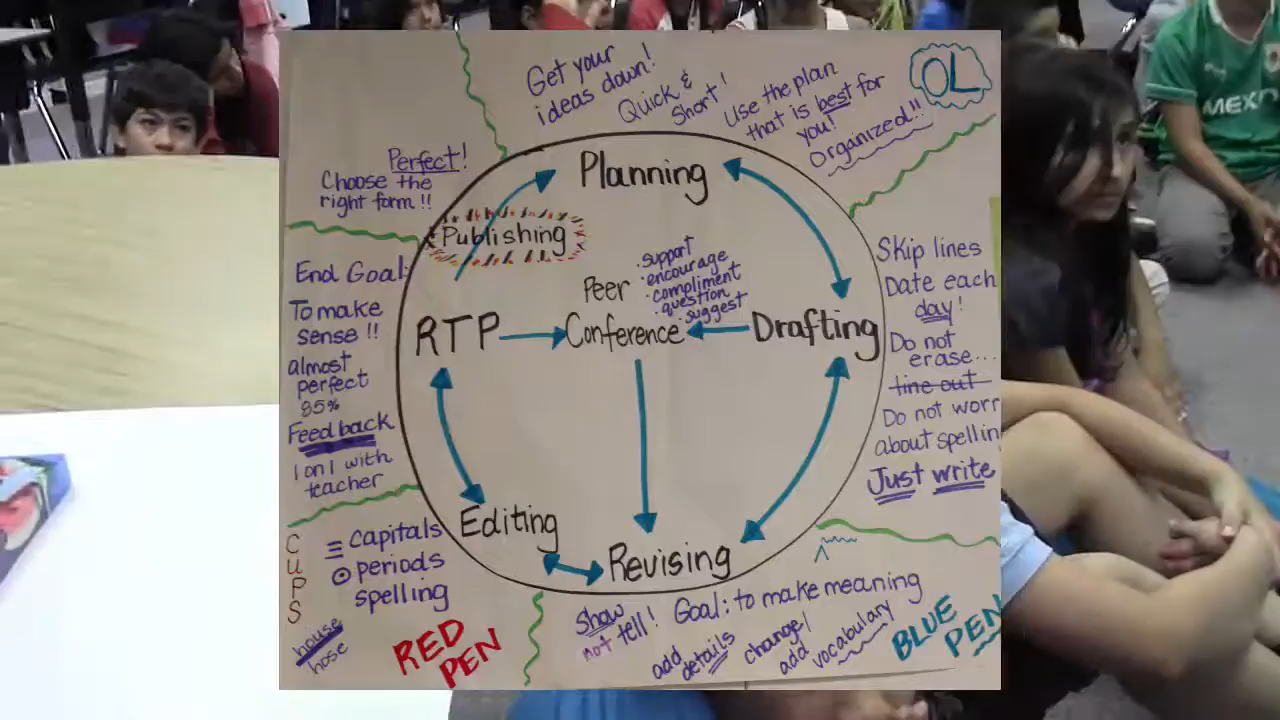 Get your
ideas down!
Quick &
Short!
Use the plan
that is best for
you!
Organized!!
OL
Perfect!
Choose the
right form!!
Planning
Publishing
Peer
Conference
·support
·encourage
·compliment
·question
·suggest
RTP
Drafting
Editing
Revising
Skip lines
Date each
day!
Do not
erase...
line out
Do not worr
about spellin
Just write
End Goal:
To make
sense!!
almost
perfect
95%
Feedback
1 on 1 with
teacher
CUPS
≡ capitals
⊙ periods
spelling
house
hose
RED
PEN
Show
not tell!
Goal: to make meaning
add
details
change/
add
vocabulary
BLUE
PEN
MEXIC